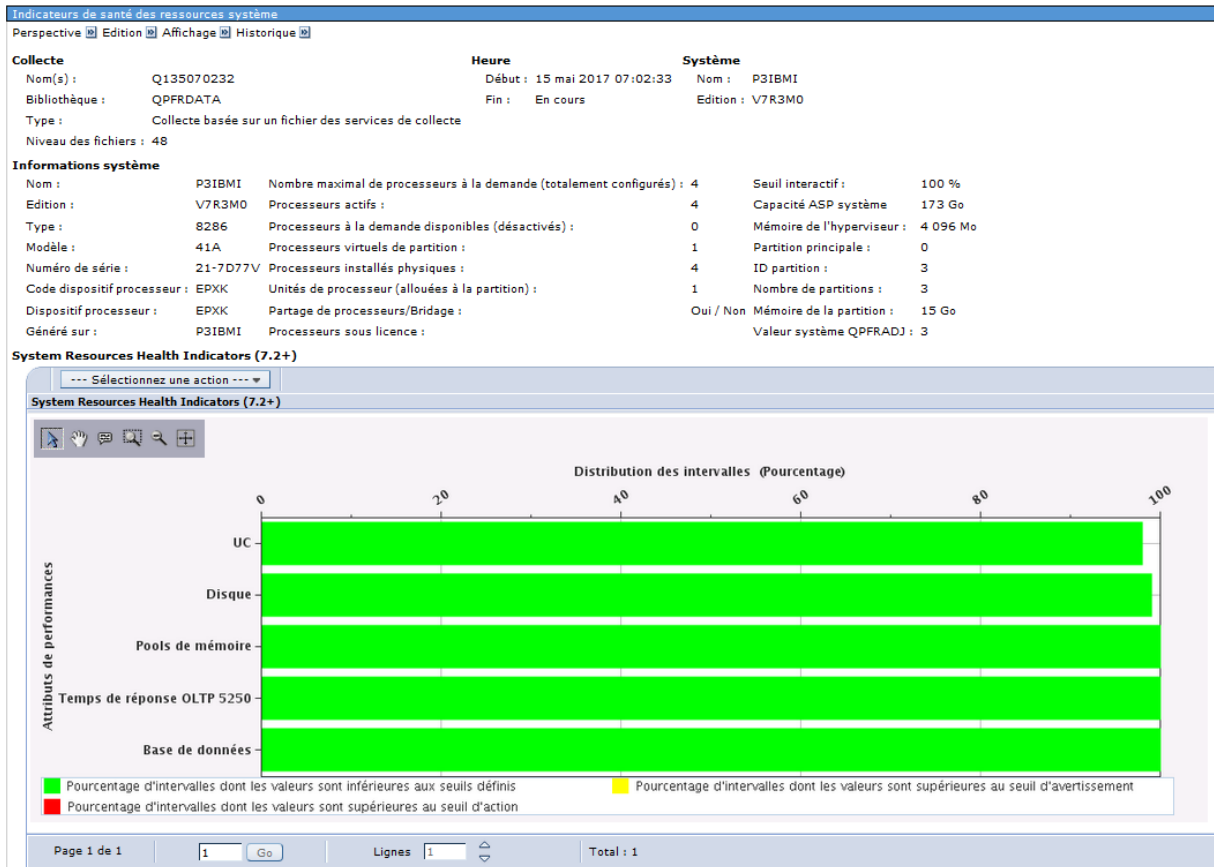 Indicateurs de santé des ressources système
Perspective Edition Affichage Historique
Collecte Heure Système
Nom(s) : Q135070232 Début : 15 mai 2017 07:02:33 Nom : P3IBMI
Bibliothèque : QPFRDATA Fin : En cours Edition : V7R3M0
Type : Collecte basée sur un fichier des services de collecte
Niveau des fichiers : 48
Informations système
Nom : P3IBMI Nombre maximal de processeurs à la demande (totalement configurés) : 4 Seuil interactif : 100 %
Edition : V7R3M0 Processeurs actifs : 4 Capacité ASP système 173 Go
Type : 8286 Processeurs à la demande disponibles (désactivés) : 0 Mémoire de l'hyperviseur : 4 096 Mo
Modèle : 41A Processeurs virtuels de partition : 1 Partition principale : 0
Numéro de série : 21-7D77V Processeurs installés physiques : 4 ID partition : 3
Code dispositif processeur : EPXK Unités de processeur (allouées à la partition) : 1 Nombre de partitions : 3
Dispositif processeur : EPXK Partage de processeurs/Bridage : Oui / Non Mémoire de la partition : 15 Go
Généré sur : P3IBMI Processeurs sous licence : Valeur système QPFRADJ : 3
System Resources Health Indicators (7.2+)
--- Sélectionnez une action ---
System Resources Health Indicators (7.2+)
Distribution des intervalles (Pourcentage)
0 20 40 60 80 100
Attributs de performances
UC
Disque
Pools de mémoire
Temps de réponse OLTP 5250
Base de données
Pourcentage d'intervalles dont les valeurs sont inférieures aux seuils définis Pourcentage d'intervalles dont les valeurs sont supérieures au seuil d'avertissement
Pourcentage d'intervalles dont les valeurs sont supérieures au seuil d'action
Page 1 de 1 1 Go Lignes 1 Total : 1